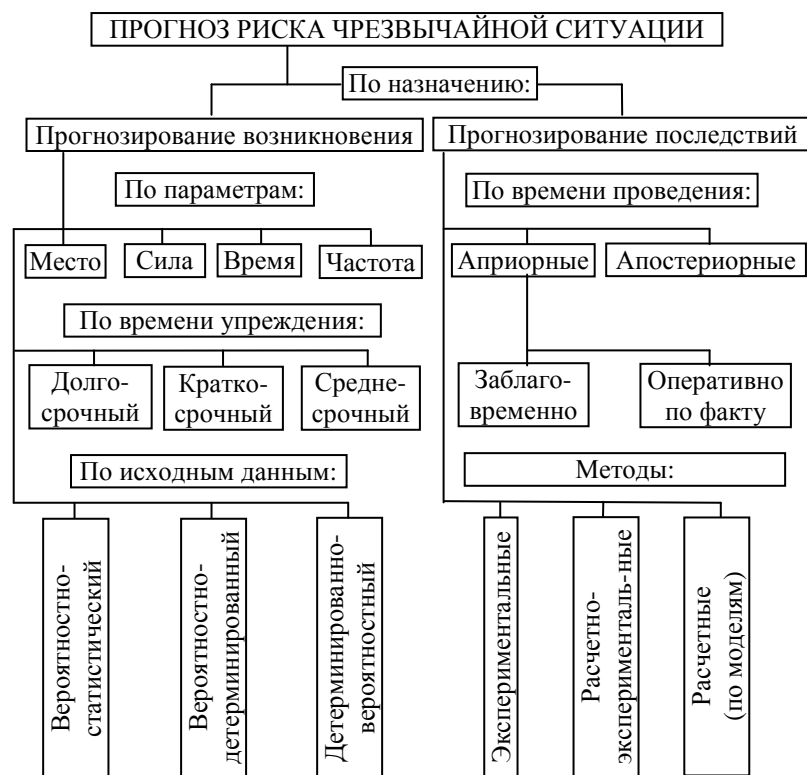 ПРОГНОЗ РИСКА ЧРЕЗВЫЧАЙНОЙ СИТУАЦИИ
По назначению:
Прогнозирование возникновения
Прогнозирование последствий
По параметрам:
Место
Сила
Время
Частота
По времени упреждения:
Долго-
срочный
Кратко-
срочный
Средне-
срочный
По исходным данным:
Вероятностно-
статистический
Вероятностно-
детерминированный
Детерминированно-
вероятностный
По времени проведения:
Априорные
Апостериорные
Заблаго-
временно
Оперативно
по факту
Методы:
Экспериментальные
Расчетно-
эксперименталь-ные
Расчетные
(по моделям)